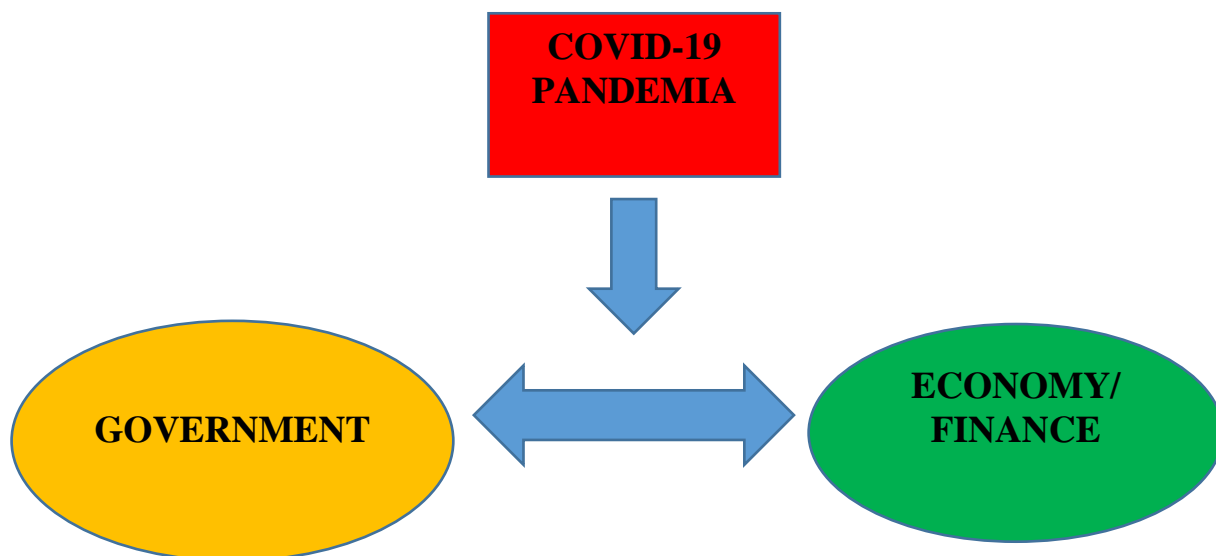 COVID-19
PANDEMIA
GOVERNMENT
ECONOMY/
FINANCE